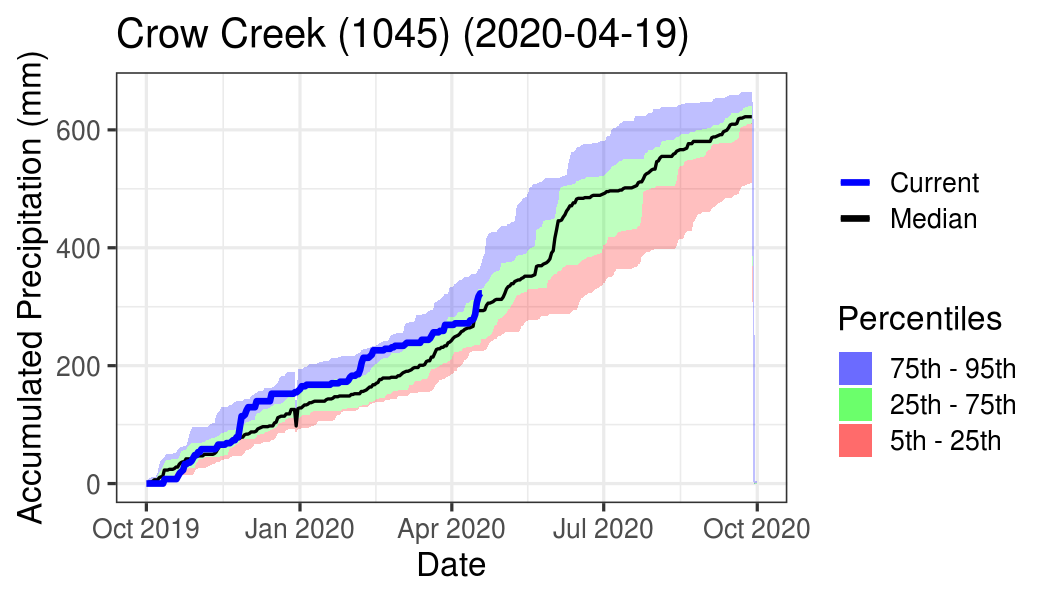 Crow Creek (1045) (2020-04-19)
Accumulated Precipitation (mm)
600
400
200
0
Oct 2019
Jan 2020
Apr 2020
Jul 2020
Oct 2020
Date
Current
Median
Percentiles
75th - 95th
25th - 75th
5th - 25th